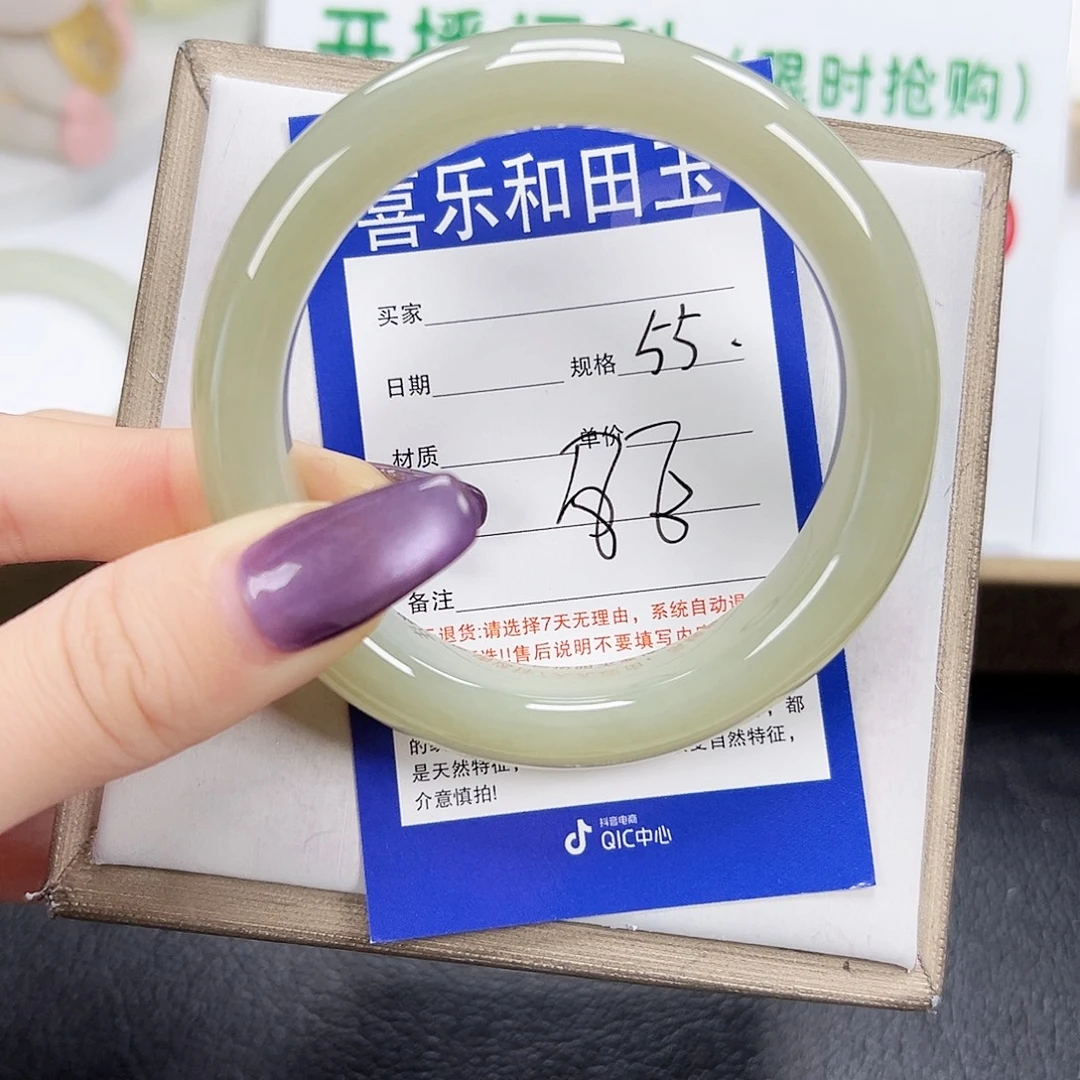 开播福利（限时抢购）
喜乐和田玉
买家
日期 规格 55.
材质 单价
备注
退货:请选择7天无理由，系统自动退
!!售后说明不要填写内容
，都
自然特征，
是天然特征，
介意慎拍!
抖音电商
QIC中心